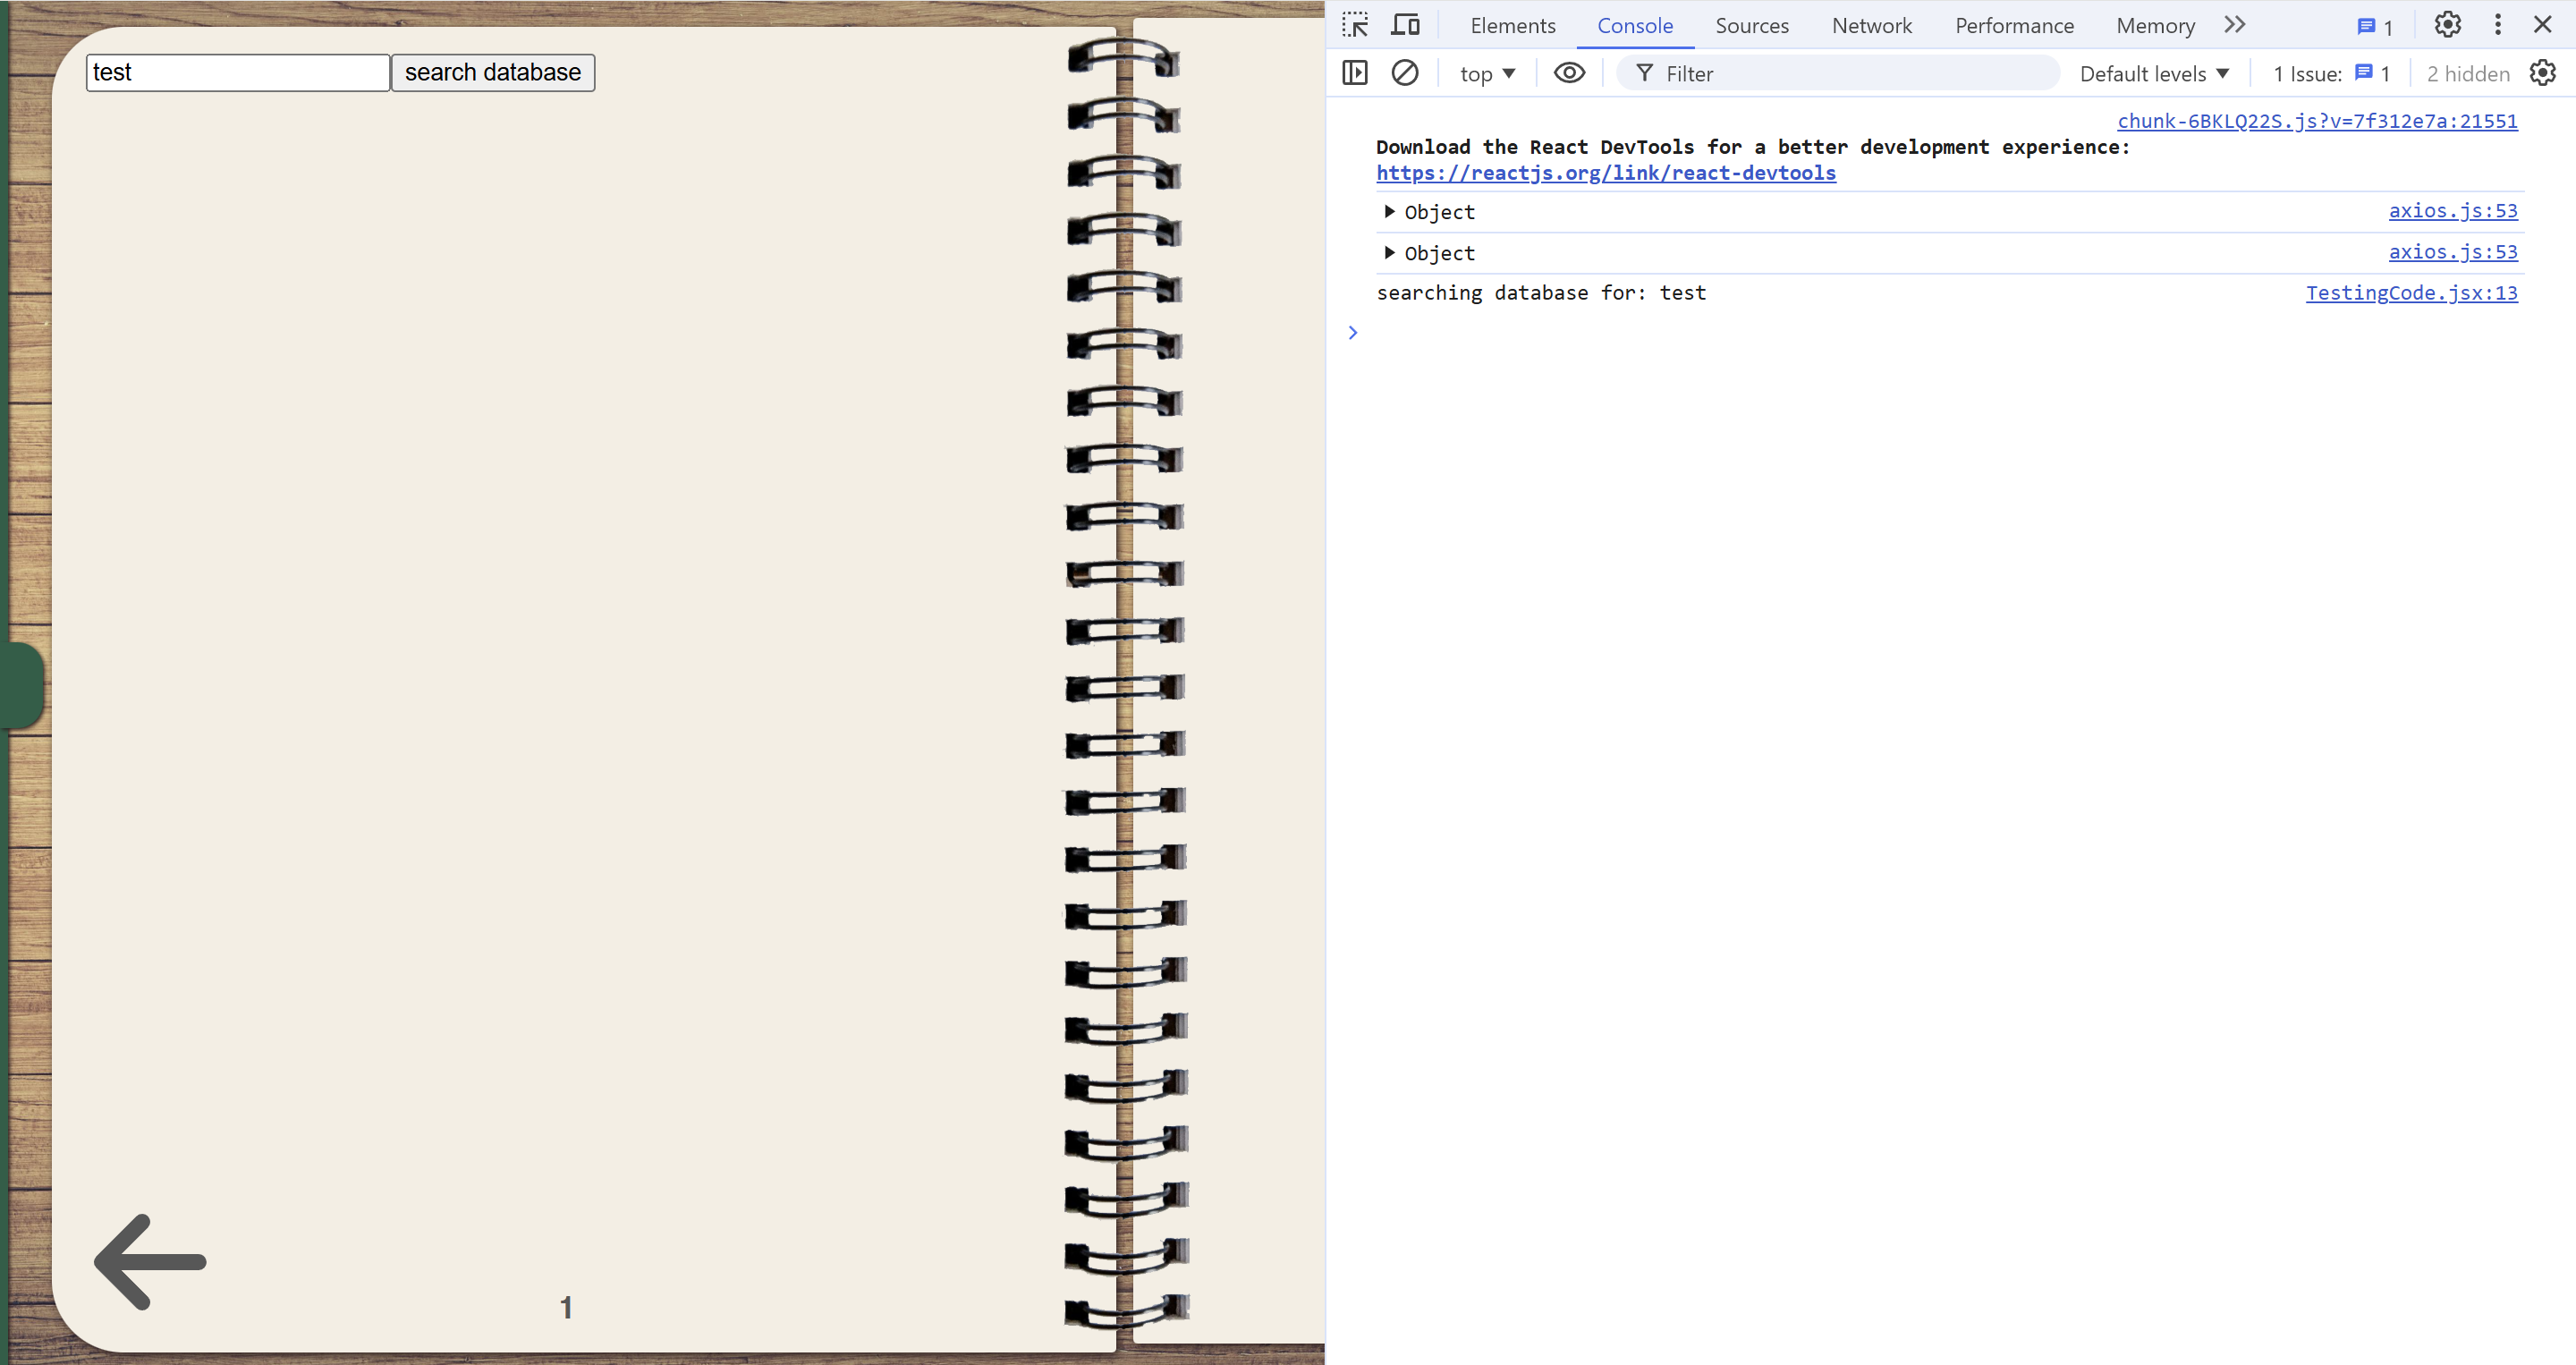 test search database
1
Elements Console Sources Network Performance Memory 1
top Filter Default levels 1 Issue: 1 2 hidden
chunk-6BKLQ22S.js?v=7f312e7a:21551
Download the React DevTools for a better development experience:
https://reactjs.org/link/react-devtools
Object axios.js:53
Object axios.js:53
searching database for: test TestingCode.jsx:13